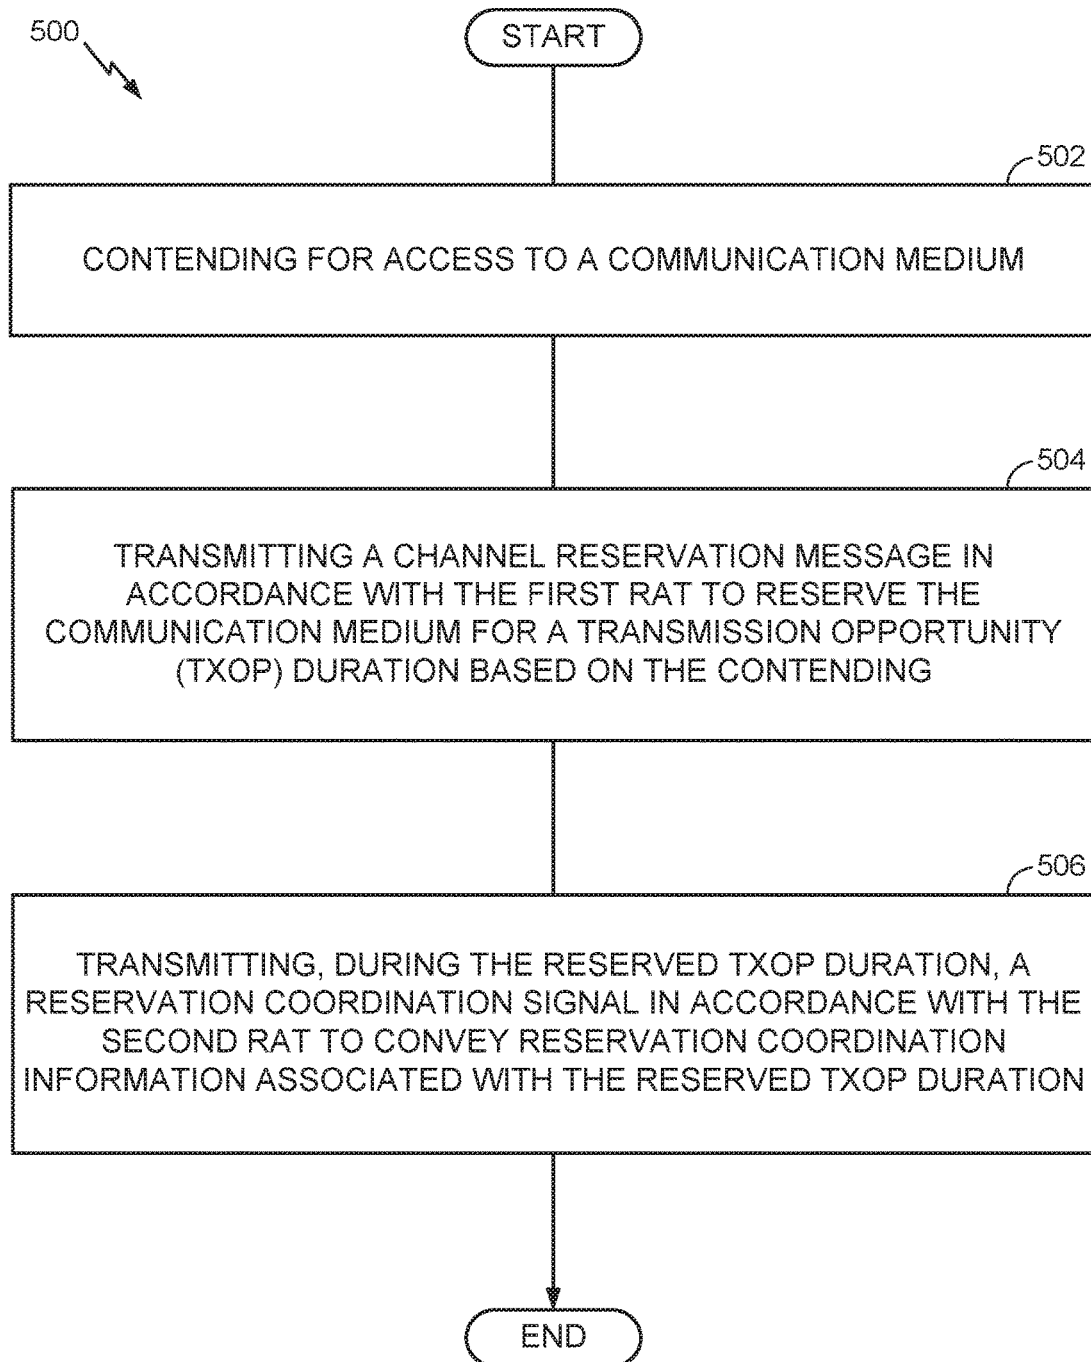 500
START
502
CONTENDING FOR ACCESS TO A COMMUNICATION MEDIUM
504
TRANSMITTING A CHANNEL RESERVATION MESSAGE IN
ACCORDANCE WITH THE FIRST RAT TO RESERVE THE
COMMUNICATION MEDIUM FOR A TRANSMISSION OPPORTUNITY
(TXOP) DURATION BASED ON THE CONTENDING
506
TRANSMITTING, DURING THE RESERVED TXOP DURATION, A
RESERVATION COORDINATION SIGNAL IN ACCORDANCE WITH THE
SECOND RAT TO CONVEY RESERVATION COORDINATION
INFORMATION ASSOCIATED WITH THE RESERVED TXOP DURATION
END